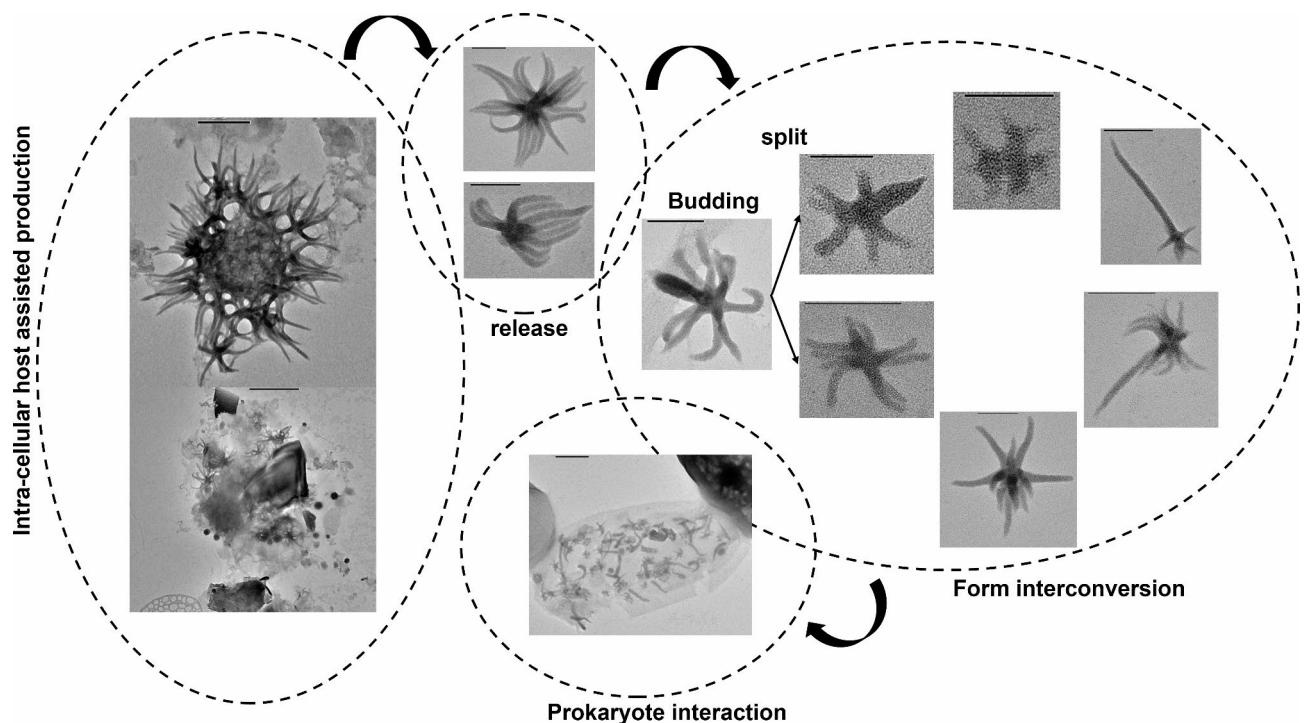 Intra-cellular host assisted production
release
Budding
split
Form interconversion
Prokaryote interaction